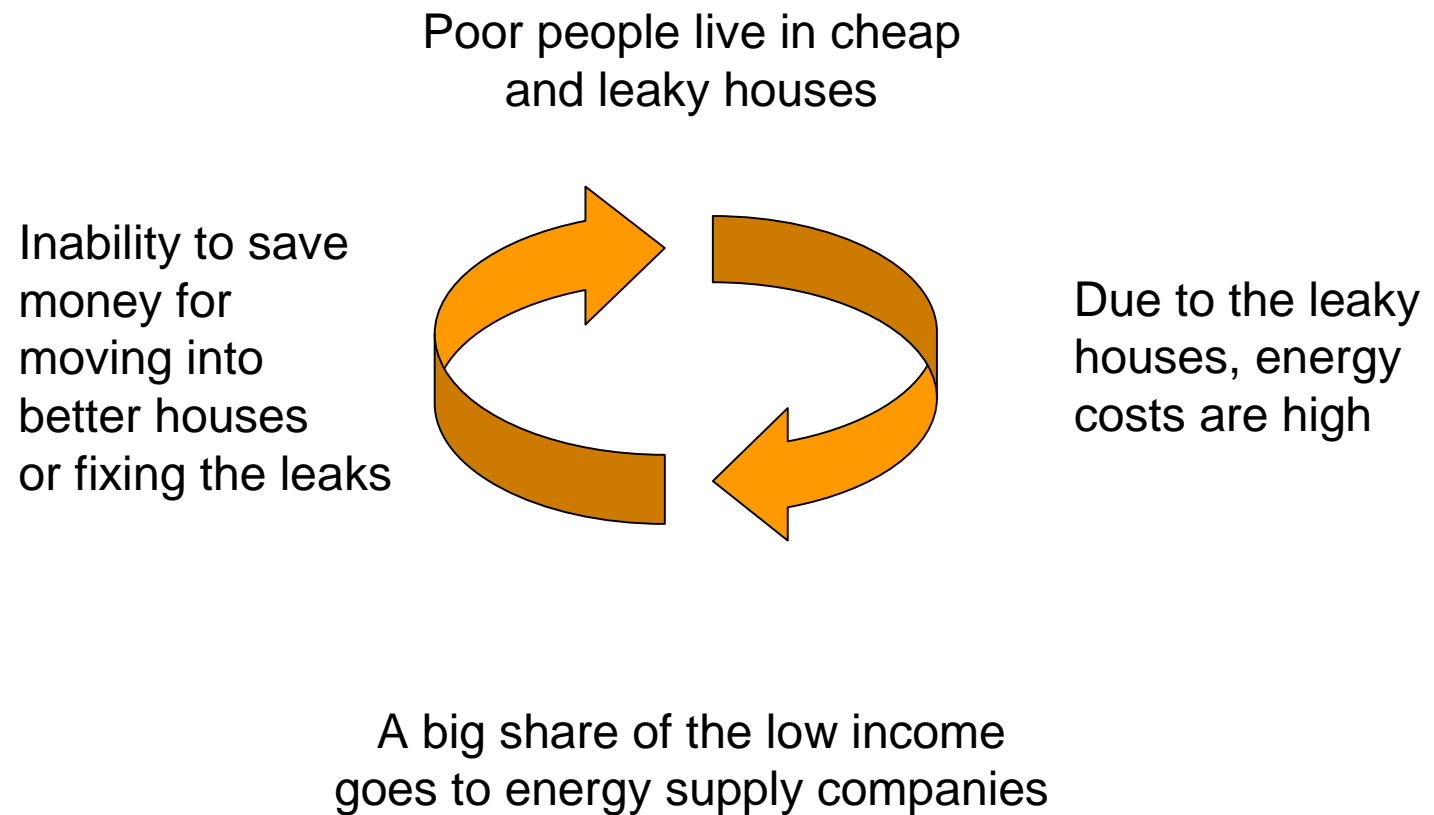 Poor people live in cheap
and leaky houses
Due to the leaky
houses, energy
costs are high
A big share of the low income
goes to energy supply companies
Inability to save
money for
moving into
better houses
or fixing the leaks